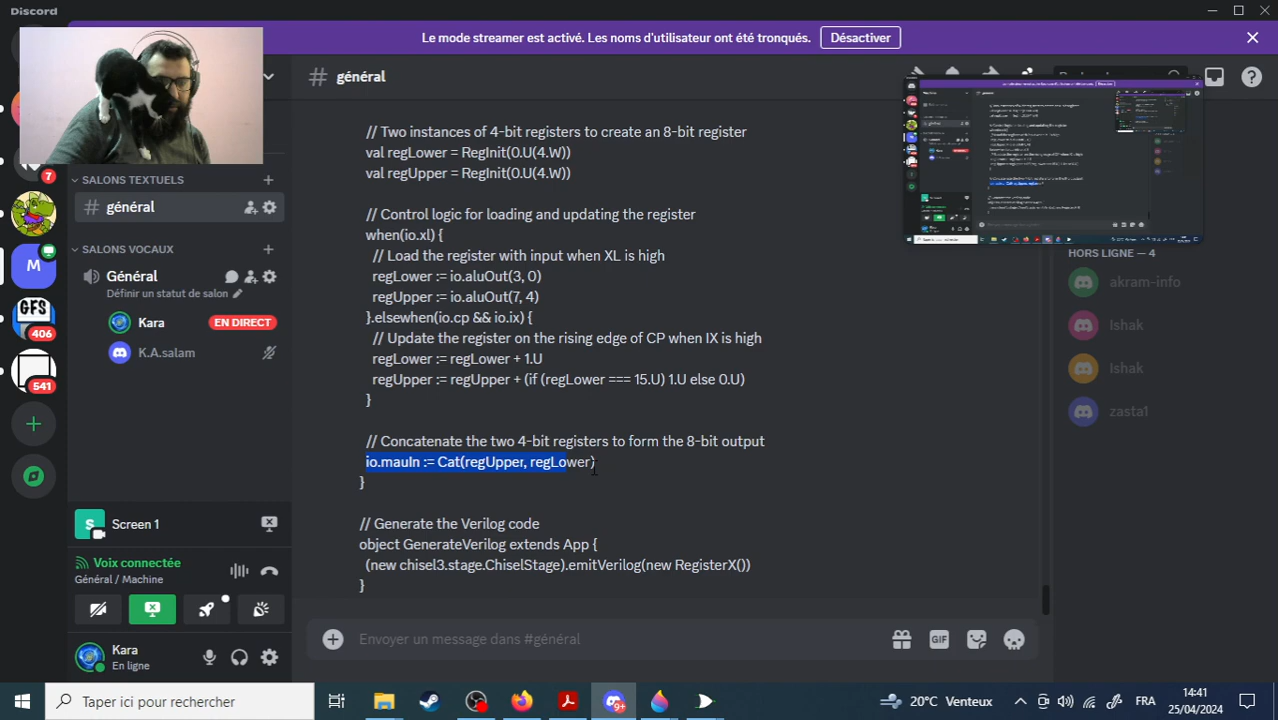 Discord
Le mode streamer est activé. Les noms d'utilisateur ont été tronqués.
Désactiver
général
// Two instances of 4-bit registers to create an 8-bit register
val regLower = RegInit(0.U(4.W))
val regUpper = RegInit(0.U(4.W))
// Control logic for loading and updating the register
when(io.xl) {
// Load the register with input when XL is high
regLower := io.aluOut(3, 0)
regUpper := io.aluOut(7, 4)
}.elsewhen(io.cp && io.ix) {
// Update the register on the rising edge of CP when IX is high
regLower := regLower + 1.U
regUpper := regUpper + (if (regLower === 15.U) 1.U else 0.U)
}
// Concatenate the two 4-bit registers to form the 8-bit output
io.mauIn := Cat(regUpper, regLower)
}
// Generate the Verilog code
object GenerateVerilog extends App {
(new chisel3.stage.ChiselStage).emitVerilog(new RegisterX())
}
Envoyer un message dans #général
GIF
7
M
GFS
406
541
SALONS TEXTUELS
# général
SALONS VOCAUX
Général
Définir un statut de salon
Kara
EN DIRECT
K.A.salam
S
Screen 1
Voix connectée
Général / Machine
Kara
En ligne
HORS LIGNE — 4
akram-info
Ishak
Ishak
zasta1
Taper ici pour rechercher
9+
20°C Venteux
FRA
14:41
25/04/2024